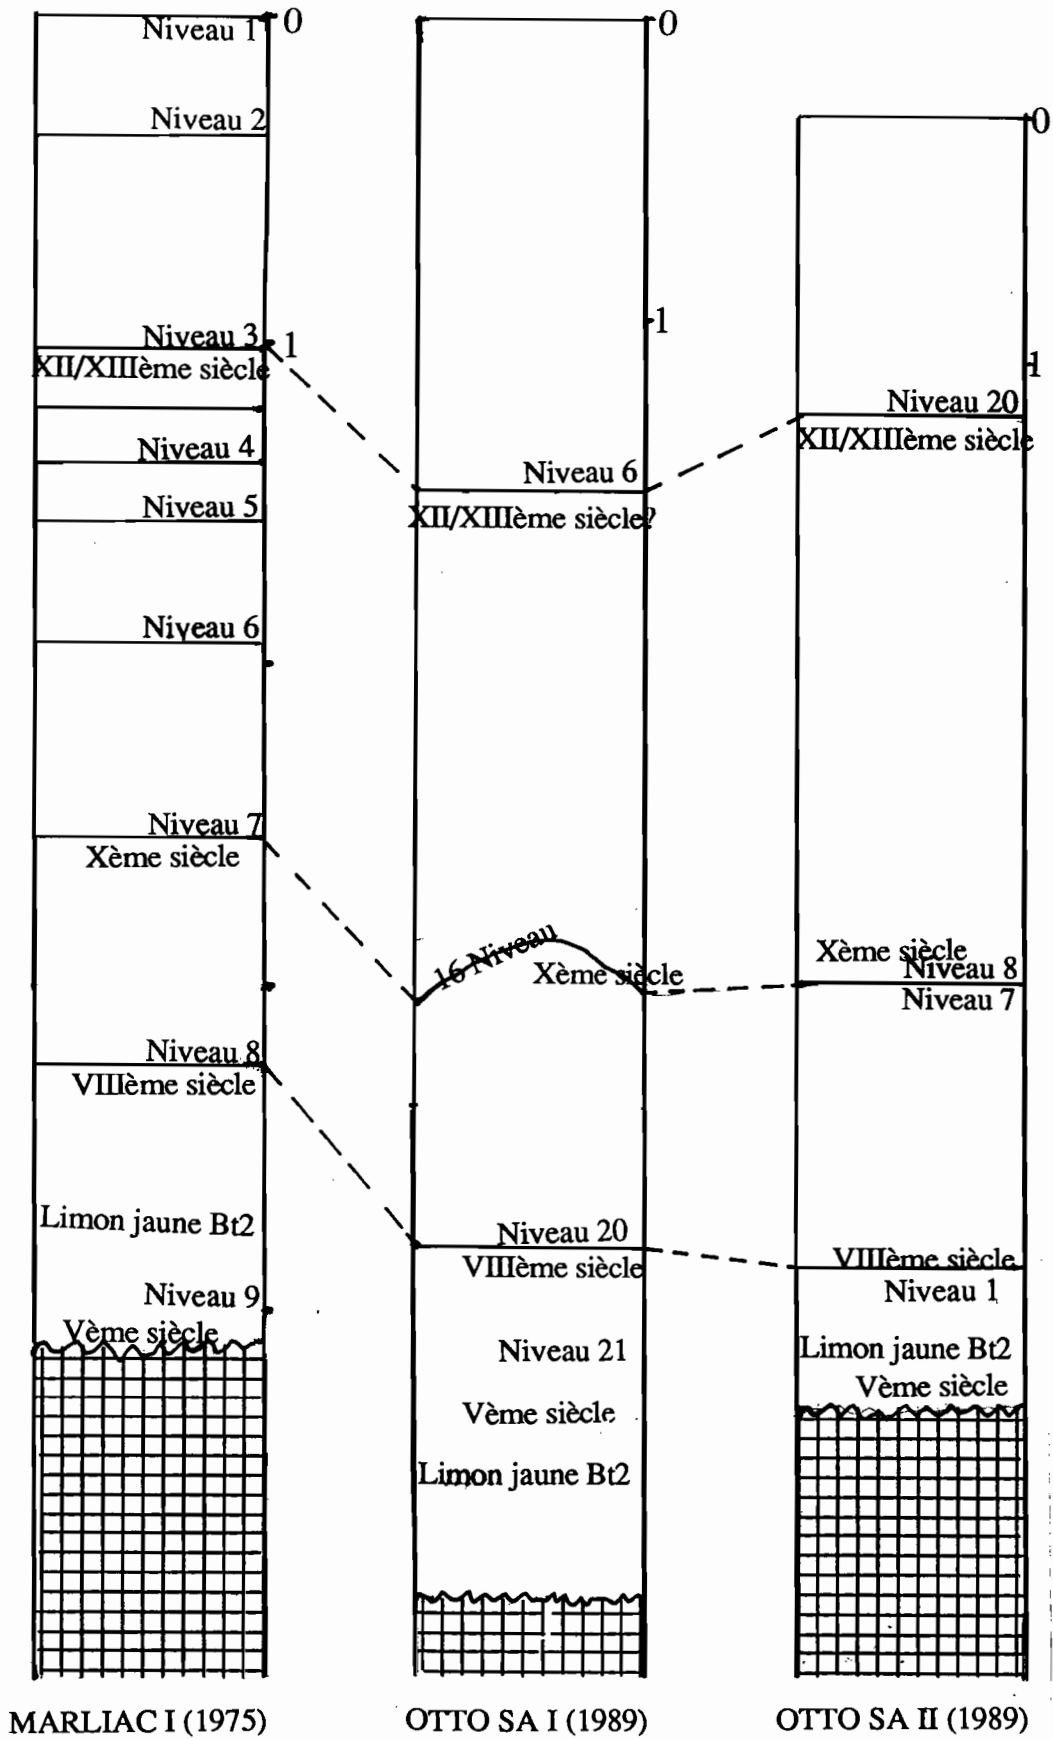 Niveau 1
0
Niveau 2
Niveau 3
1
XII/XIIIème siècle
Niveau 4
Niveau 5
Niveau 6
Niveau 7
Xème siècle
Niveau 8
VIIIème siècle
Limon jaune Bt2
Niveau 9
Vème siècle
MARLIAC I (1975)
0
1
Niveau 6
XII/XIIIème siècle?
16 Niveau
Xème siècle
Niveau 20
VIIIème siècle
Niveau 21
Vème siècle
Limon jaune Bt2
OTTO SA I (1989)
0
1
Niveau 20
XII/XIIIème siècle
Xème siècle
Niveau 8
Niveau 7
VIIIème siècle
Niveau 1
Limon jaune Bt2
Vème siècle
OTTO SA II (1989)